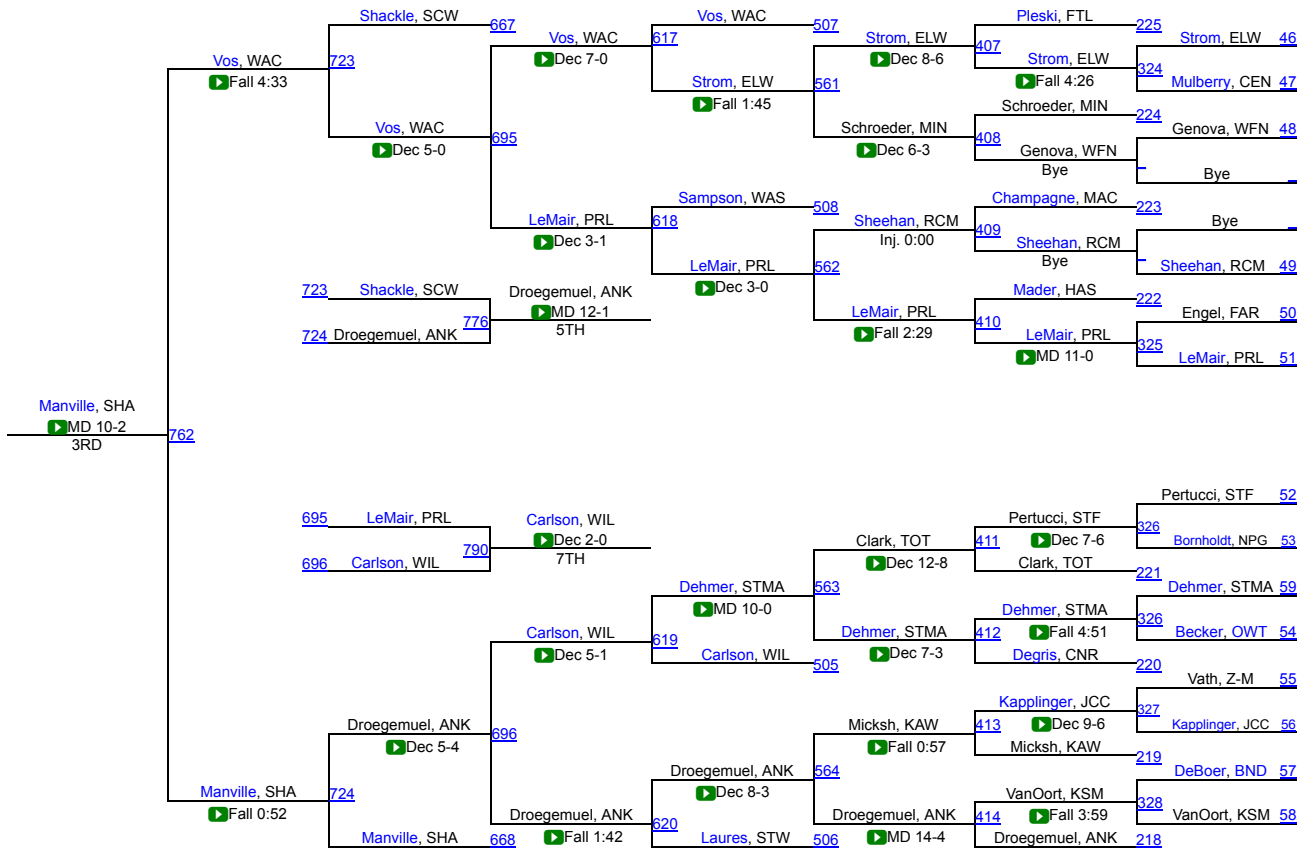 Shackle, SCW 667 Vos, WAC 507 Pleski, FTL 225
Vos, WAC 617 Strom, ELW 407 Strom, ELW 46
Vos, WAC 723 Dec 7-0 Dec 8-6 Strom, ELW 324
Fall 4:33 Strom, ELW 561 Fall 4:26 Mulberry, CEN 47
Fall 1:45 Schroeder, MIN 224
Vos, WAC 695 Schroeder, MIN 408 Genova, WFN 48
Dec 5-0 Dec 6-3 Genova, WFN
Bye Bye
Sampson, WAS 508 Champagne, MAC 223
LeMair, PRL 618 Sheehan, RCM 409 Bye
Dec 3-1 Inj. 0:00 Sheehan, RCM
LeMair, PRL 562 Bye Sheehan, RCM 49
723 Shackle, SCW Droegemuel, ANK Dec 3-0 Mader, HAS 222
776 MD 12-1 LeMair, PRL 410 Engel, FAR 50
724 Droegemuel, ANK 5TH Fall 2:29 LeMair, PRL 325
MD 11-0 LeMair, PRL 51
Manville, SHA
MD 10-2 762
3RD
Pertucci, STF 52
695 LeMair, PRL Carlson, WIL Pertucci, STF 326
790 Dec 2-0 Clark, TOT 411 Dec 7-6 Bornholdt, NPG 53
696 Carlson, WIL 7TH Dec 12-8 Clark, TOT 221
Dehmer, STMA 563 Dehmer, STMA 59
MD 10-0 Dehmer, STMA 326
Carlson, WIL 619 Dehmer, STMA 412 Fall 4:51 Becker, OWT 54
Dec 5-1 Carlson, WIL 505 Dec 7-3 Degris, CNR 220
Vath, Z-M 55
Kapplinger, JCC 327
Droegemuel, ANK 696 Micksh, KAW 413 Dec 9-6 Kapplinger, JCC 56
Dec 5-4 Fall 0:57 Micksh, KAW 219
Droegemuel, ANK 564 DeBoer, BND 57
Manville, SHA 724 Dec 8-3 VanOort, KSM 328
Fall 0:52 Droegemuel, ANK 620 Droegemuel, ANK 414 Fall 3:59 VanOort, KSM 58
Manville, SHA 668 Fall 1:42 Laures, STW 506 MD 14-4 Droegemuel, ANK 218